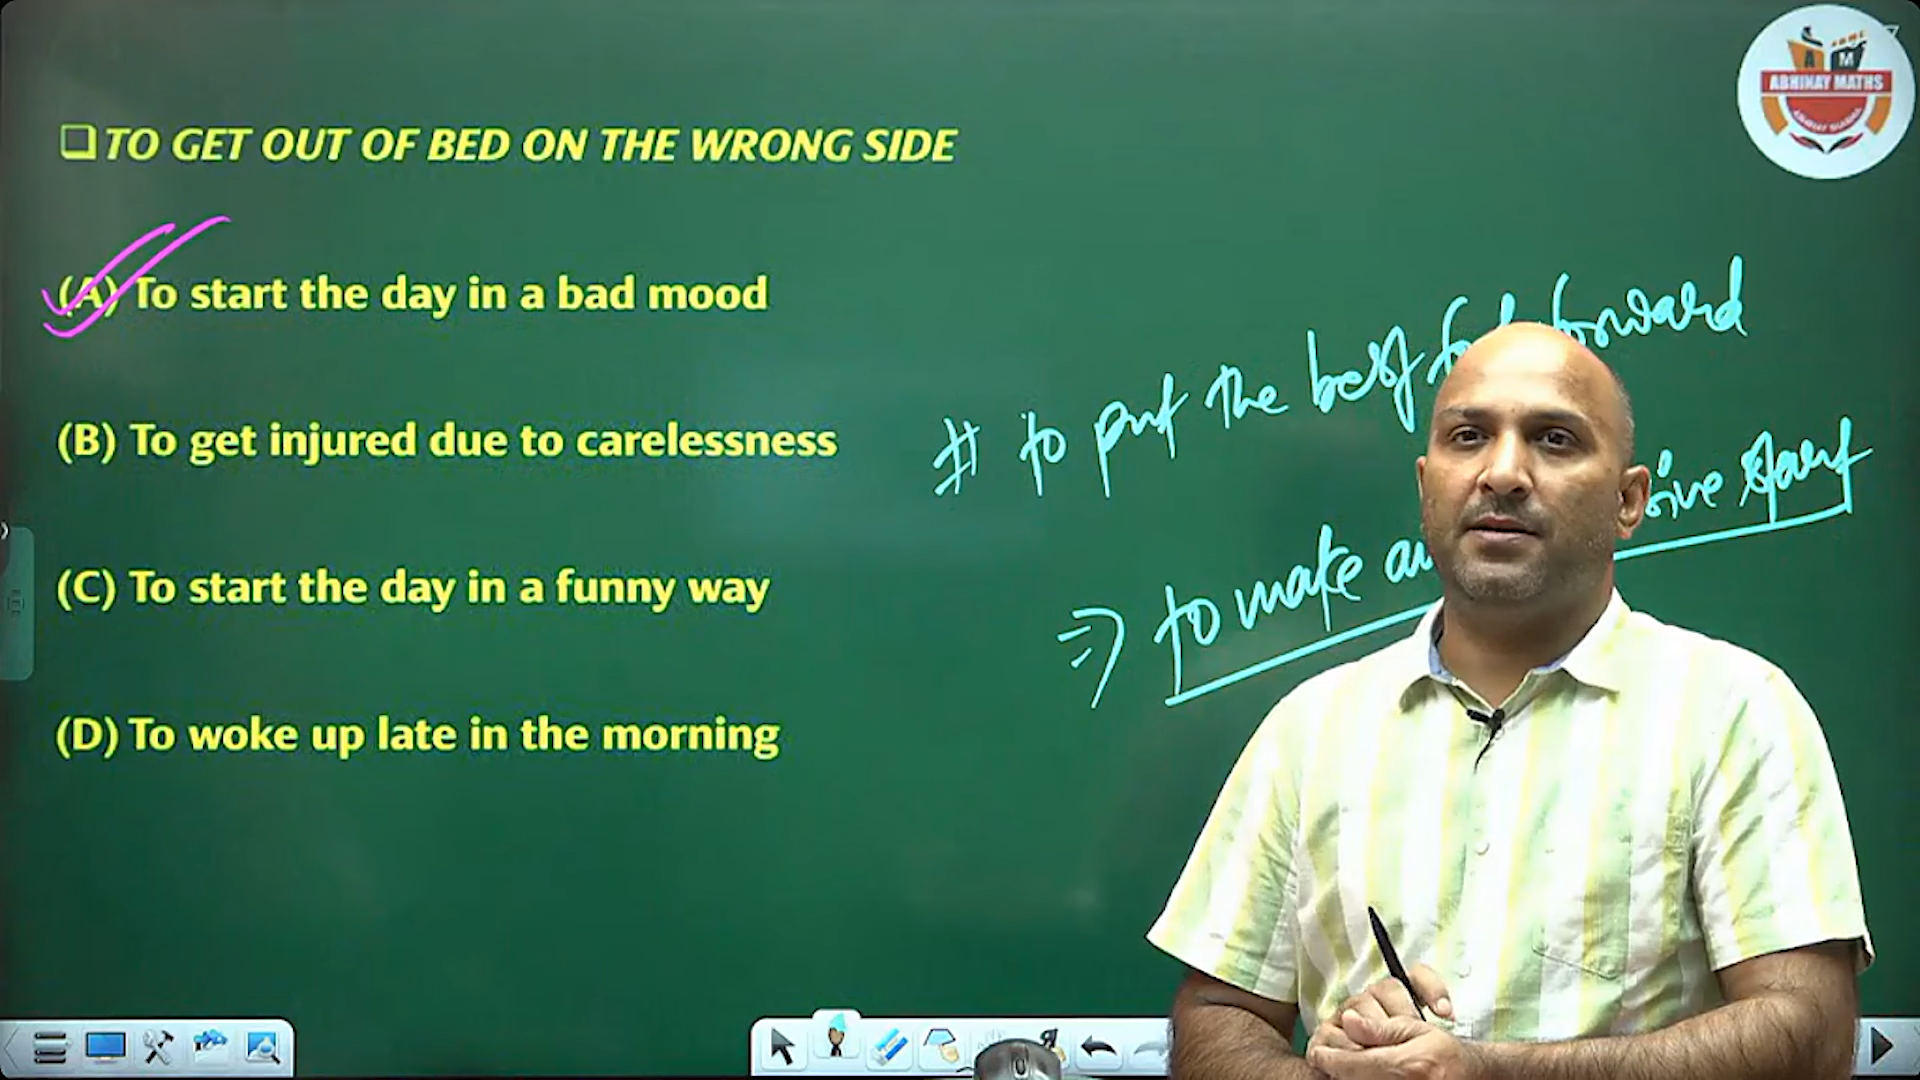 TO GET OUT OF BED ON THE WRONG SIDE
(A) To start the day in a bad mood
(B) To get injured due to carelessness
(C) To start the day in a funny way
(D) To woke up late in the morning
# to put the best forward
⇒ to make start
ABHINAY MATHS
ABHINAY SHARMA
A M